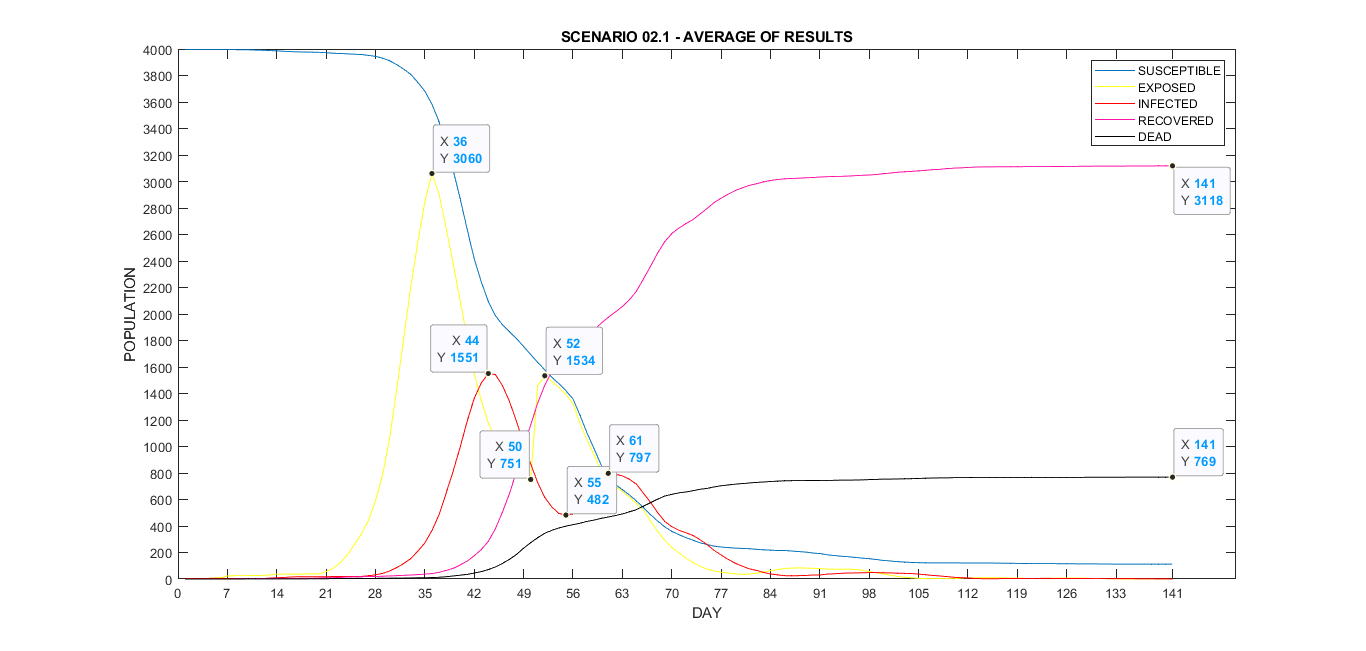 SCENARIO 02.1 - AVERAGE OF RESULTS
4000
3800
3600
3400
3200
3000
2800
2600
2400
2200
2000
1800
1600
1400
1200
1000
800
600
400
200
0
POPULATION
SUSCEPTIBLE
EXPOSED
INFECTED
RECOVERED
DEAD
X 36
Y 3060
X 141
Y 3118
X 44
Y 1551
X 52
Y 1534
X 50
Y 751
X 61
Y 797
X 55
Y 482
X 141
Y 769
0 7 14 21 28 35 42 49 56 63 70 77 84 91 98 105 112 119 126 133 141
DAY